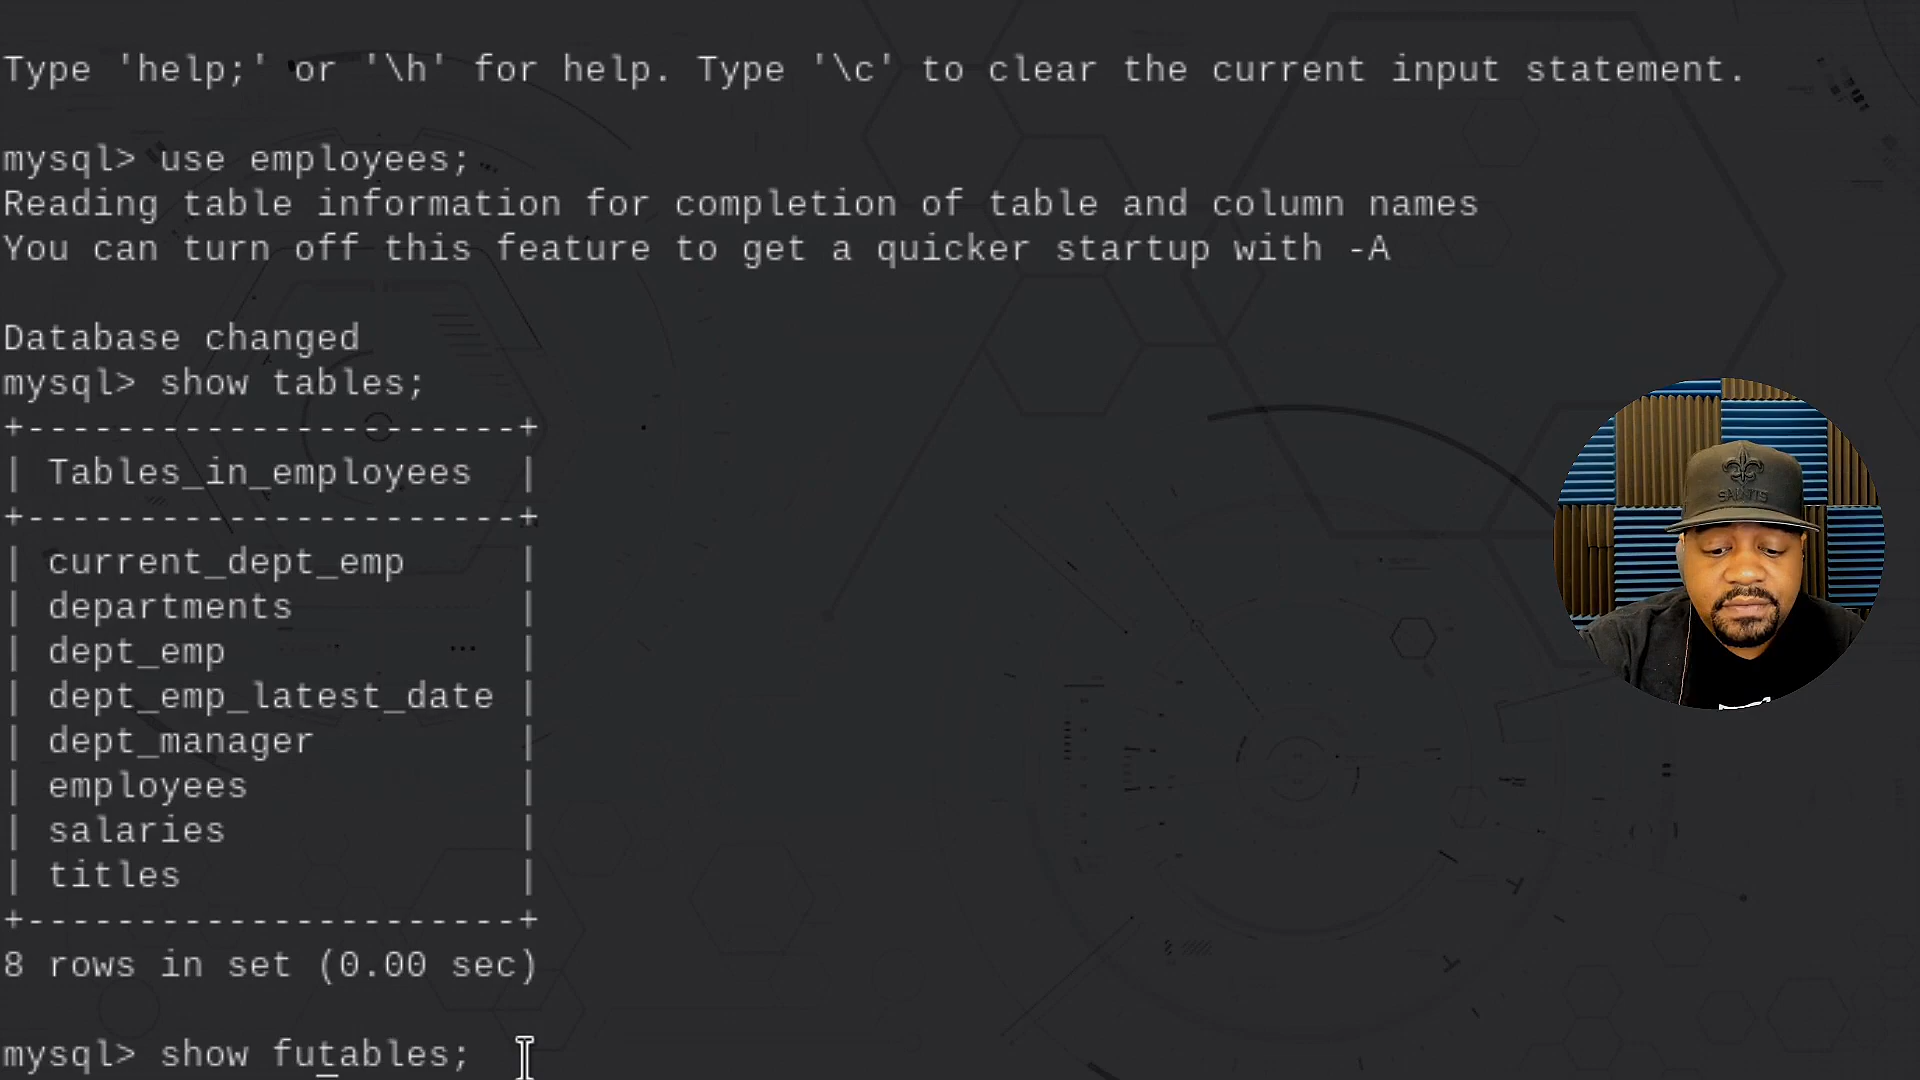 Type 'help;' or '\h' for help. Type '\c' to clear the current input statement.
mysql> use employees;
Reading table information for completion of table and column names
You can turn off this feature to get a quicker startup with -A
Database changed
mysql> show tables;
+-----------------------+
| Tables_in_employees |
+-----------------------+
| current_dept_emp |
| departments |
| dept_emp |
| dept_emp_latest_date |
| dept_manager |
| employees |
| salaries |
| titles |
+-----------------------+
8 rows in set (0.00 sec)
mysql> show futables;
SAINTS